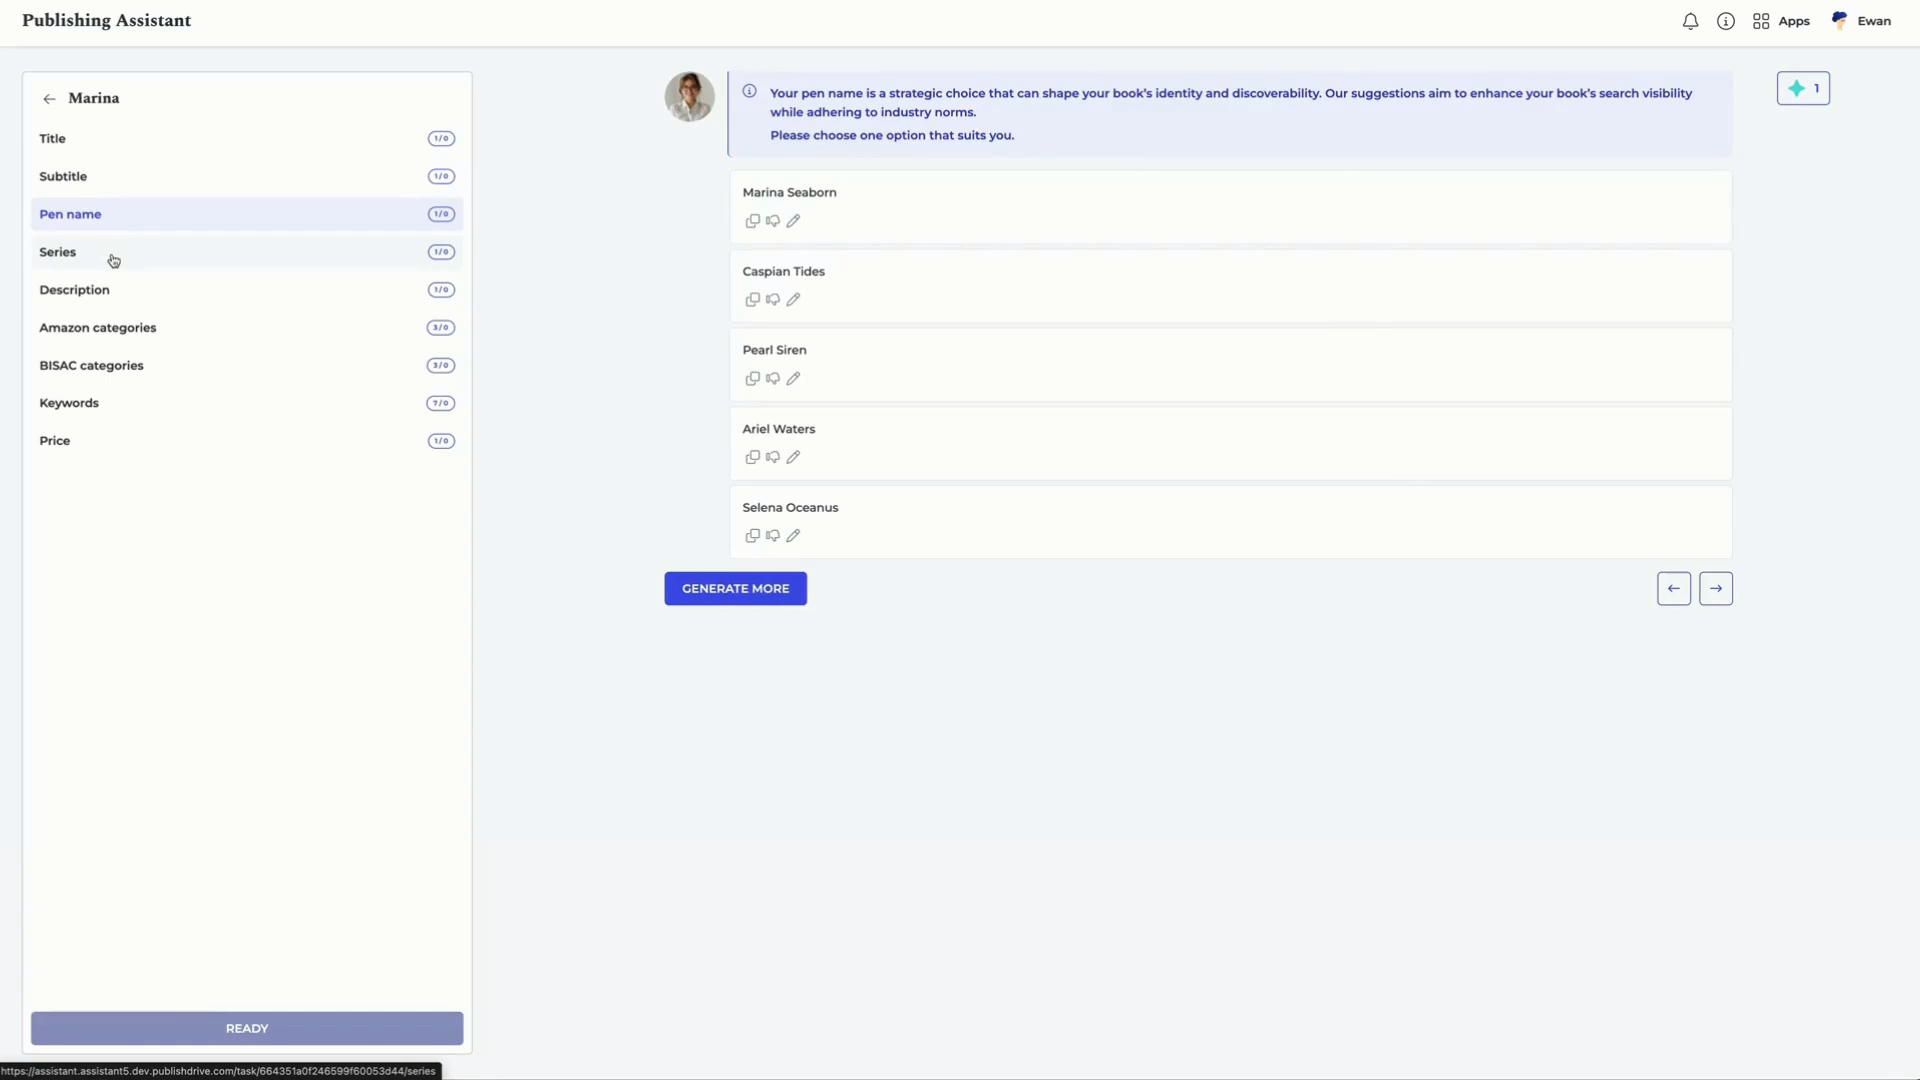 Publishing Assistant
Apps
Ewan
Marina
Title 1/0
Subtitle 1/0
Pen name 1/0
Series 1/0
Description 1/0
Amazon categories 3/0
BISAC categories 3/0
Keywords 7/0
Price 1/0
READY
Your pen name is a strategic choice that can shape your book's identity and discoverability. Our suggestions aim to enhance your book's search visibility
while adhering to industry norms.
Please choose one option that suits you.
1
Marina Seaborn
Caspian Tides
Pearl Siren
Ariel Waters
Selena Oceanus
GENERATE MORE
https://assistant.assistant5.dev.publishdrive.com/task/664351a0f246599f60053d44/series